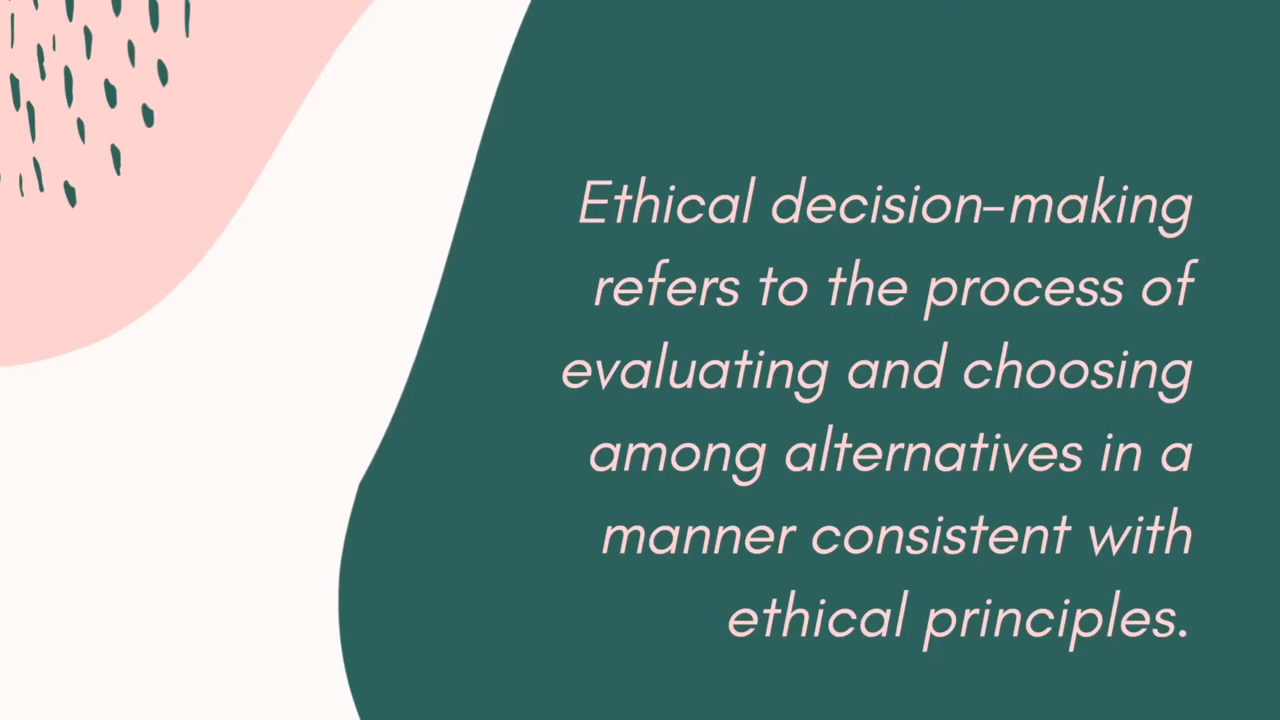 Ethical decision-making
refers to the process of
evaluating and choosing
among alternatives in a
manner consistent with
ethical principles.